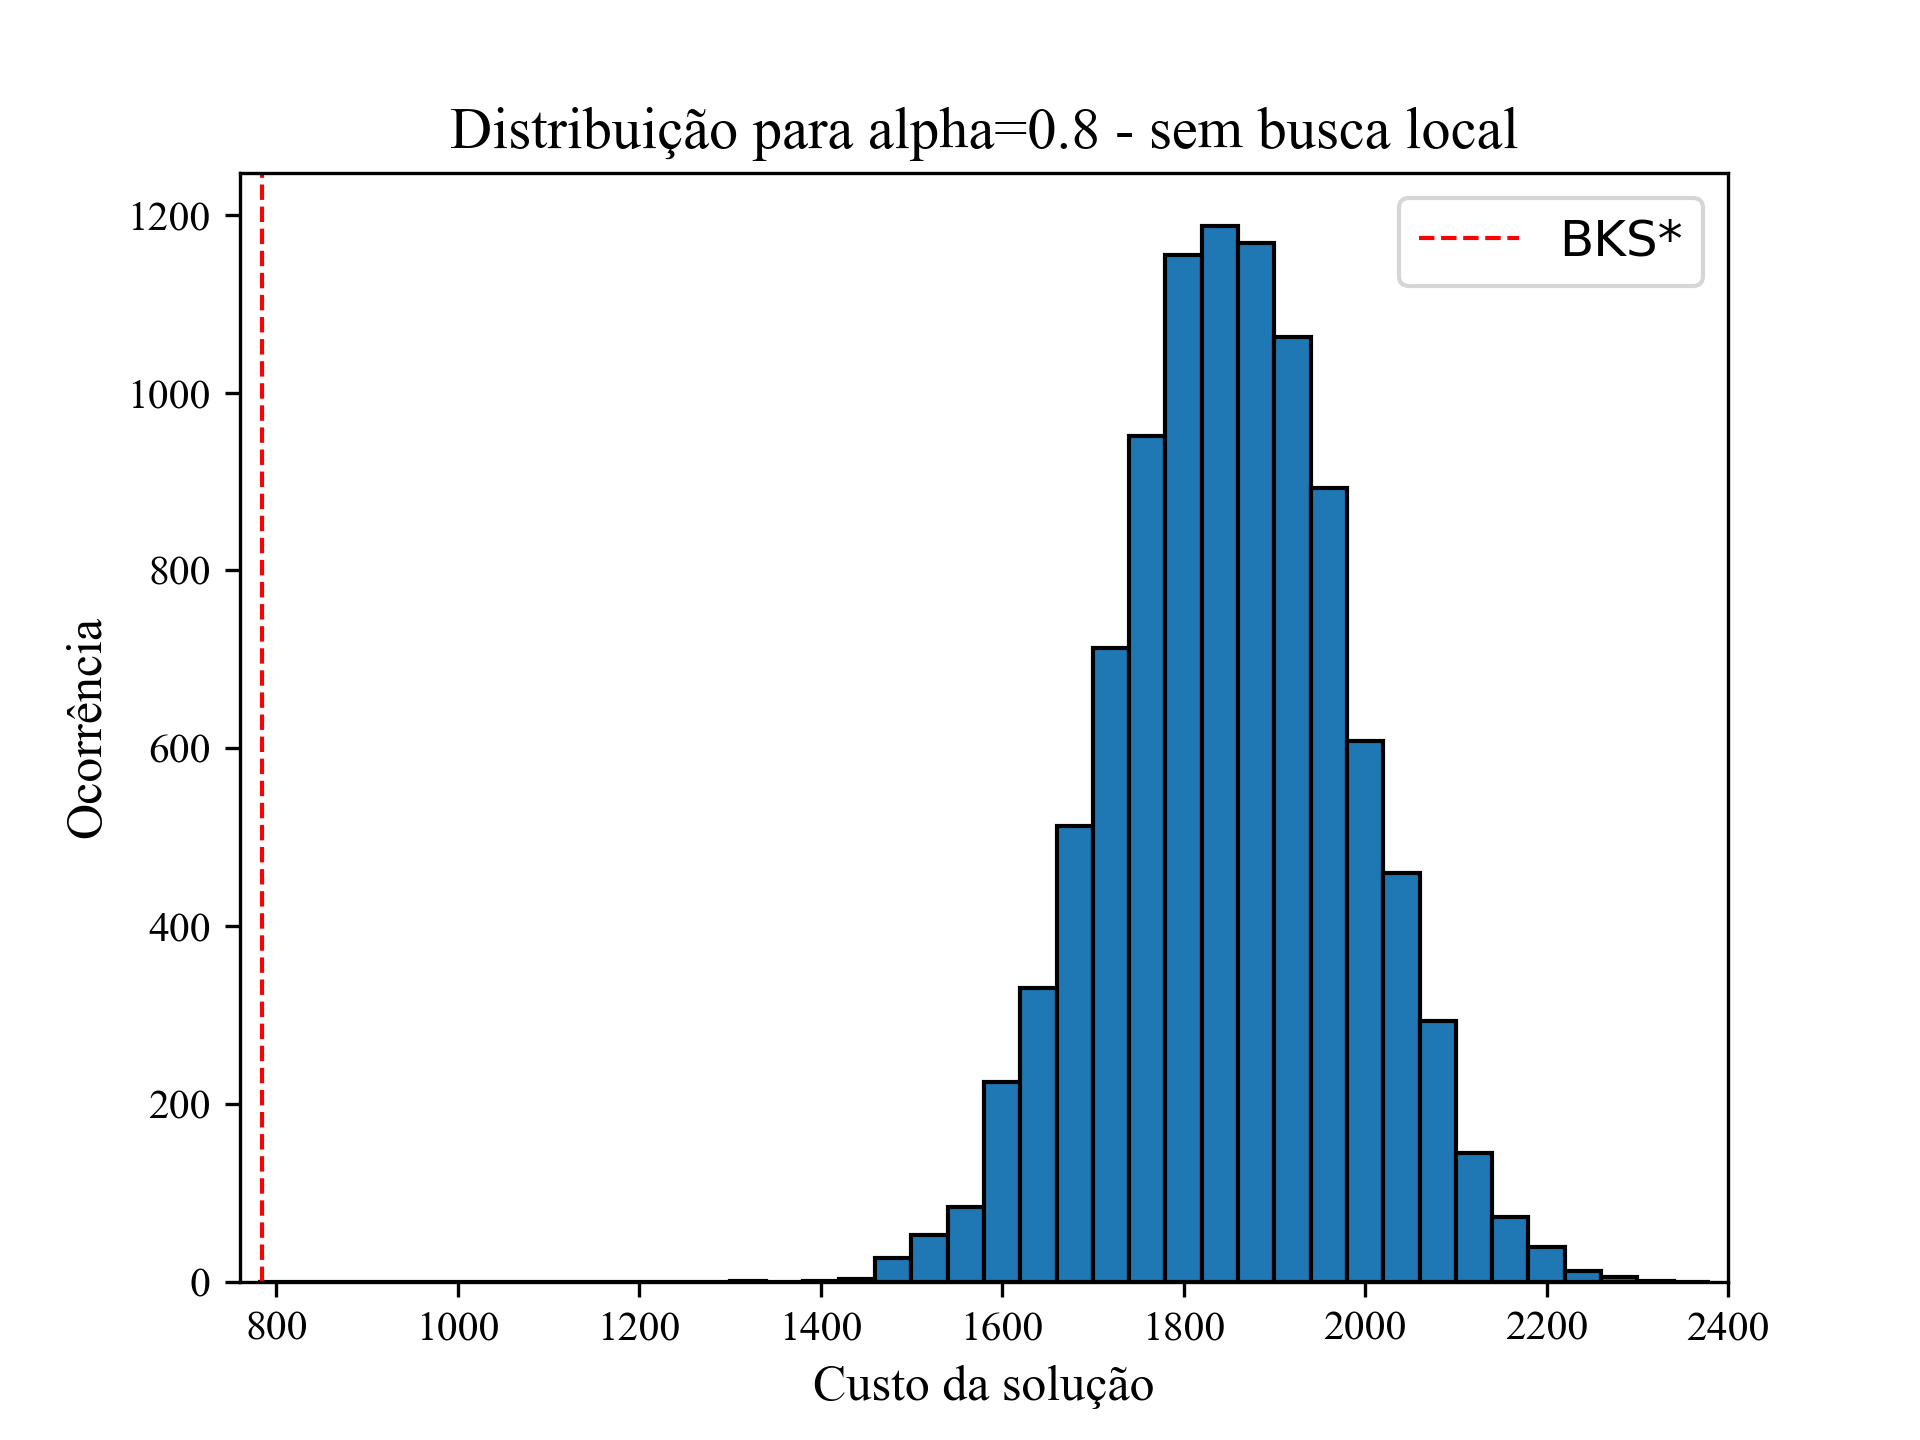 Distribuição para alpha=0.8 - sem busca local
BKS*
1200
1000
800
600
400
200
0
Ocorrência
800 1000 1200 1400 1600 1800 2000 2200 2400
Custo da solução